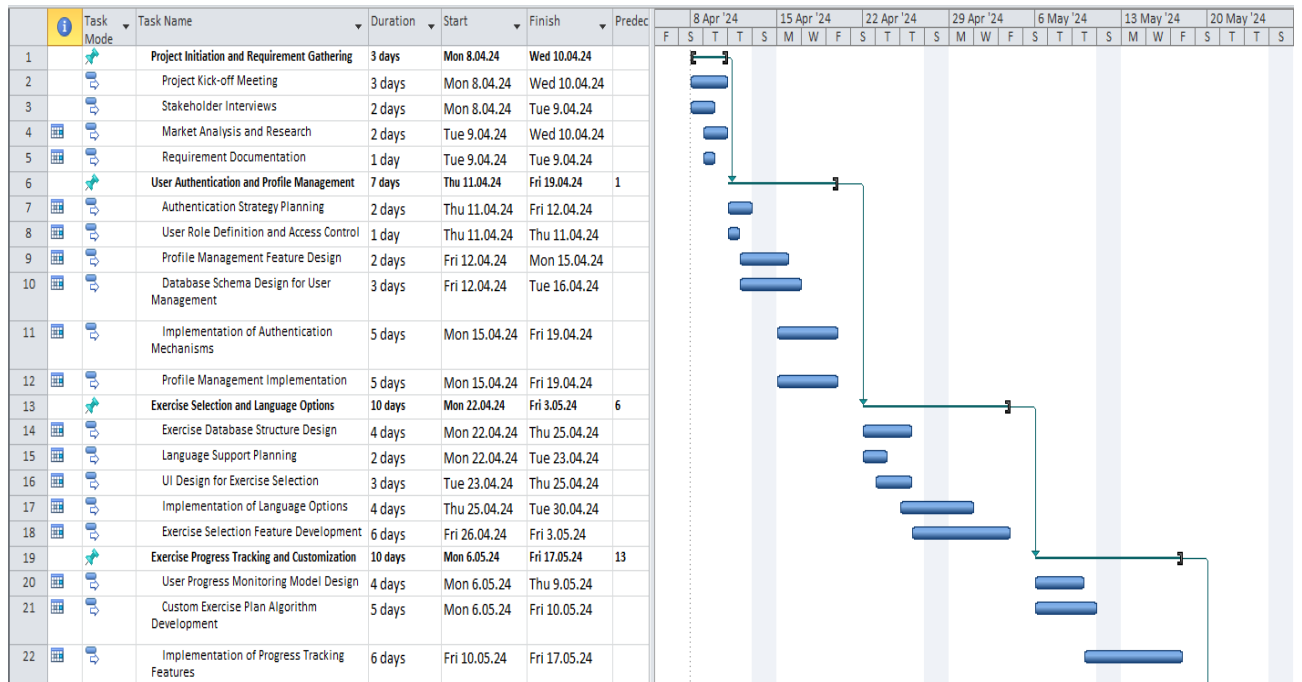 Task Mode Task Name Duration Start Finish Predec
8 Apr '24 15 Apr '24 22 Apr '24 29 Apr '24 6 May '24 13 May '24 20 May '24
F S T T S M W F S T T S M W F S T T S M W F S T T S
1 Project Initiation and Requirement Gathering 3 days Mon 8.04.24 Wed 10.04.24
2 Project Kick-off Meeting 3 days Mon 8.04.24 Wed 10.04.24
3 Stakeholder Interviews 2 days Mon 8.04.24 Tue 9.04.24
4 Market Analysis and Research 2 days Tue 9.04.24 Wed 10.04.24
5 Requirement Documentation 1 day Tue 9.04.24 Tue 9.04.24
6 User Authentication and Profile Management 7 days Thu 11.04.24 Fri 19.04.24 1
7 Authentication Strategy Planning 2 days Thu 11.04.24 Fri 12.04.24
8 User Role Definition and Access Control 1 day Thu 11.04.24 Thu 11.04.24
9 Profile Management Feature Design 2 days Fri 12.04.24 Mon 15.04.24
10 Database Schema Design for User 3 days Fri 12.04.24 Tue 16.04.24
Management
11 Implementation of Authentication 5 days Mon 15.04.24 Fri 19.04.24
Mechanisms
12 Profile Management Implementation 5 days Mon 15.04.24 Fri 19.04.24
13 Exercise Selection and Language Options 10 days Mon 22.04.24 Fri 3.05.24 6
14 Exercise Database Structure Design 4 days Mon 22.04.24 Thu 25.04.24
15 Language Support Planning 2 days Mon 22.04.24 Tue 23.04.24
16 UI Design for Exercise Selection 3 days Tue 23.04.24 Thu 25.04.24
17 Implementation of Language Options 4 days Thu 25.04.24 Tue 30.04.24
18 Exercise Selection Feature Development 6 days Fri 26.04.24 Fri 3.05.24
19 Exercise Progress Tracking and Customization 10 days Mon 6.05.24 Fri 17.05.24 13
20 User Progress Monitoring Model Design 4 days Mon 6.05.24 Thu 9.05.24
21 Custom Exercise Plan Algorithm 5 days Mon 6.05.24 Fri 10.05.24
Development
22 Implementation of Progress Tracking 6 days Fri 10.05.24 Fri 17.05.24
Features